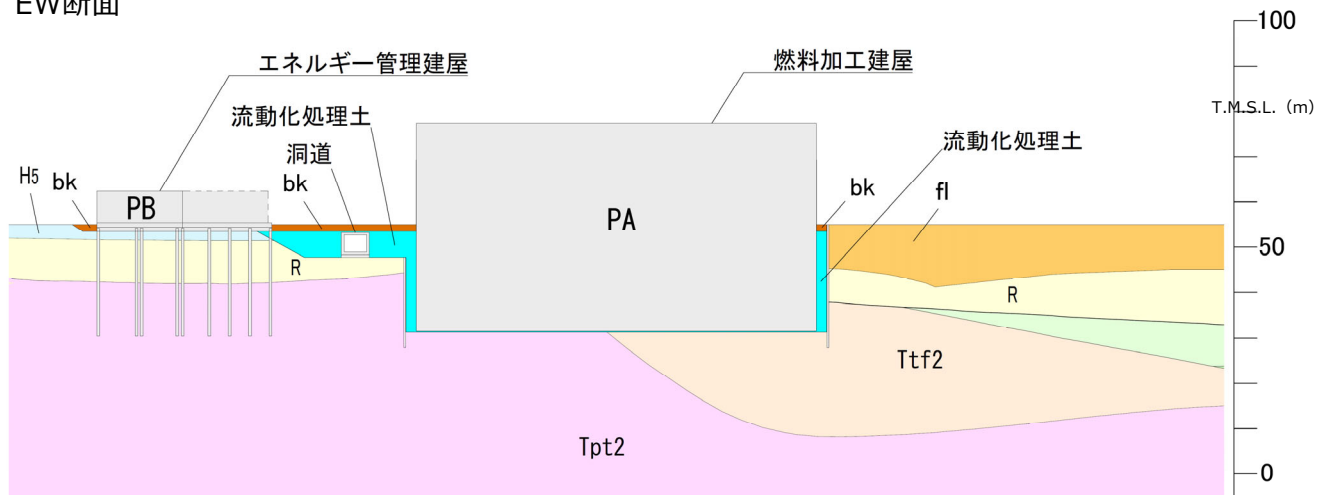 EW断面
100
エネルギー管理建屋
燃料加工建屋
T.M.S.L. (m)
流動化処理土
流動化処理土
洞道
H5
bk
bk
bk
fl
PB
PA
50
R
R
Ttf2
Tpt2
0